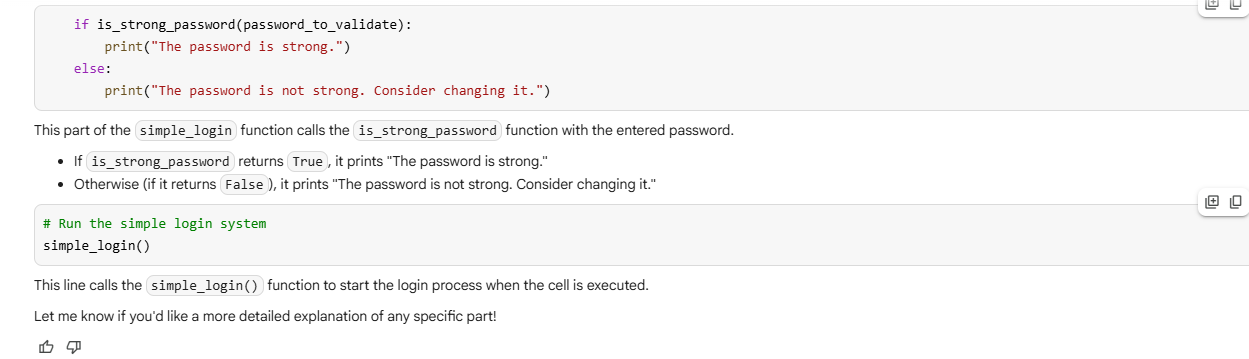 if is_strong_password(password_to_validate):
print("The password is strong.")
else:
print("The password is not strong. Consider changing it.")
This part of the simple_login function calls the is_strong_password function with the entered password.
• If is_strong_password returns True, it prints "The password is strong."
• Otherwise (if it returns False), it prints "The password is not strong. Consider changing it."
# Run the simple login system
simple_login()
This line calls the simple_login() function to start the login process when the cell is executed.
Let me know if you'd like a more detailed explanation of any specific part!